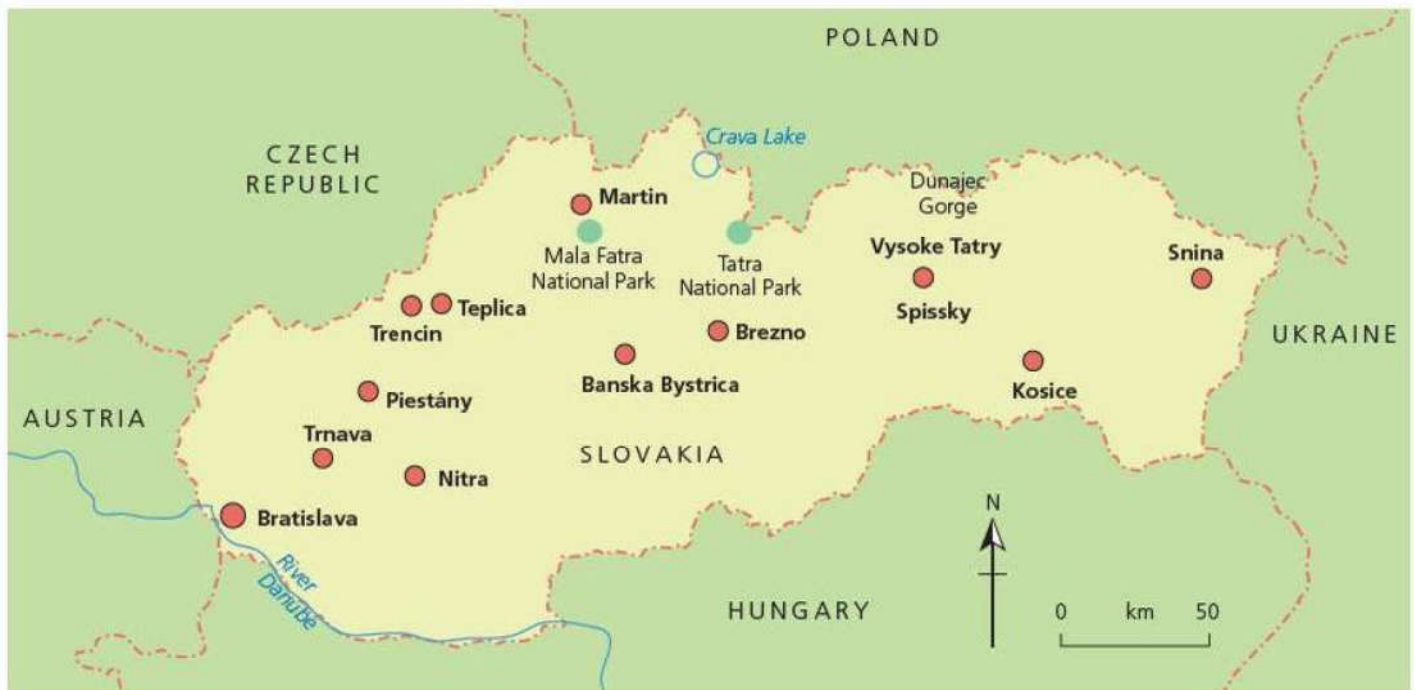 POLAND
Crava Lake
CZECH
REPUBLIC
Dunajec
Gorge
Martin
Vysoke Tatry
Snina
Mala Fatra
National Park
Tatra
National Park
Teplica
Spissky
Trencin
Brezno
UKRAINE
Banska Bystrica
Kosice
Piestány
AUSTRIA
Trnava
SLOVAKIA
Nitra
N
Bratislava
River
Danube
HUNGARY
0 km 50